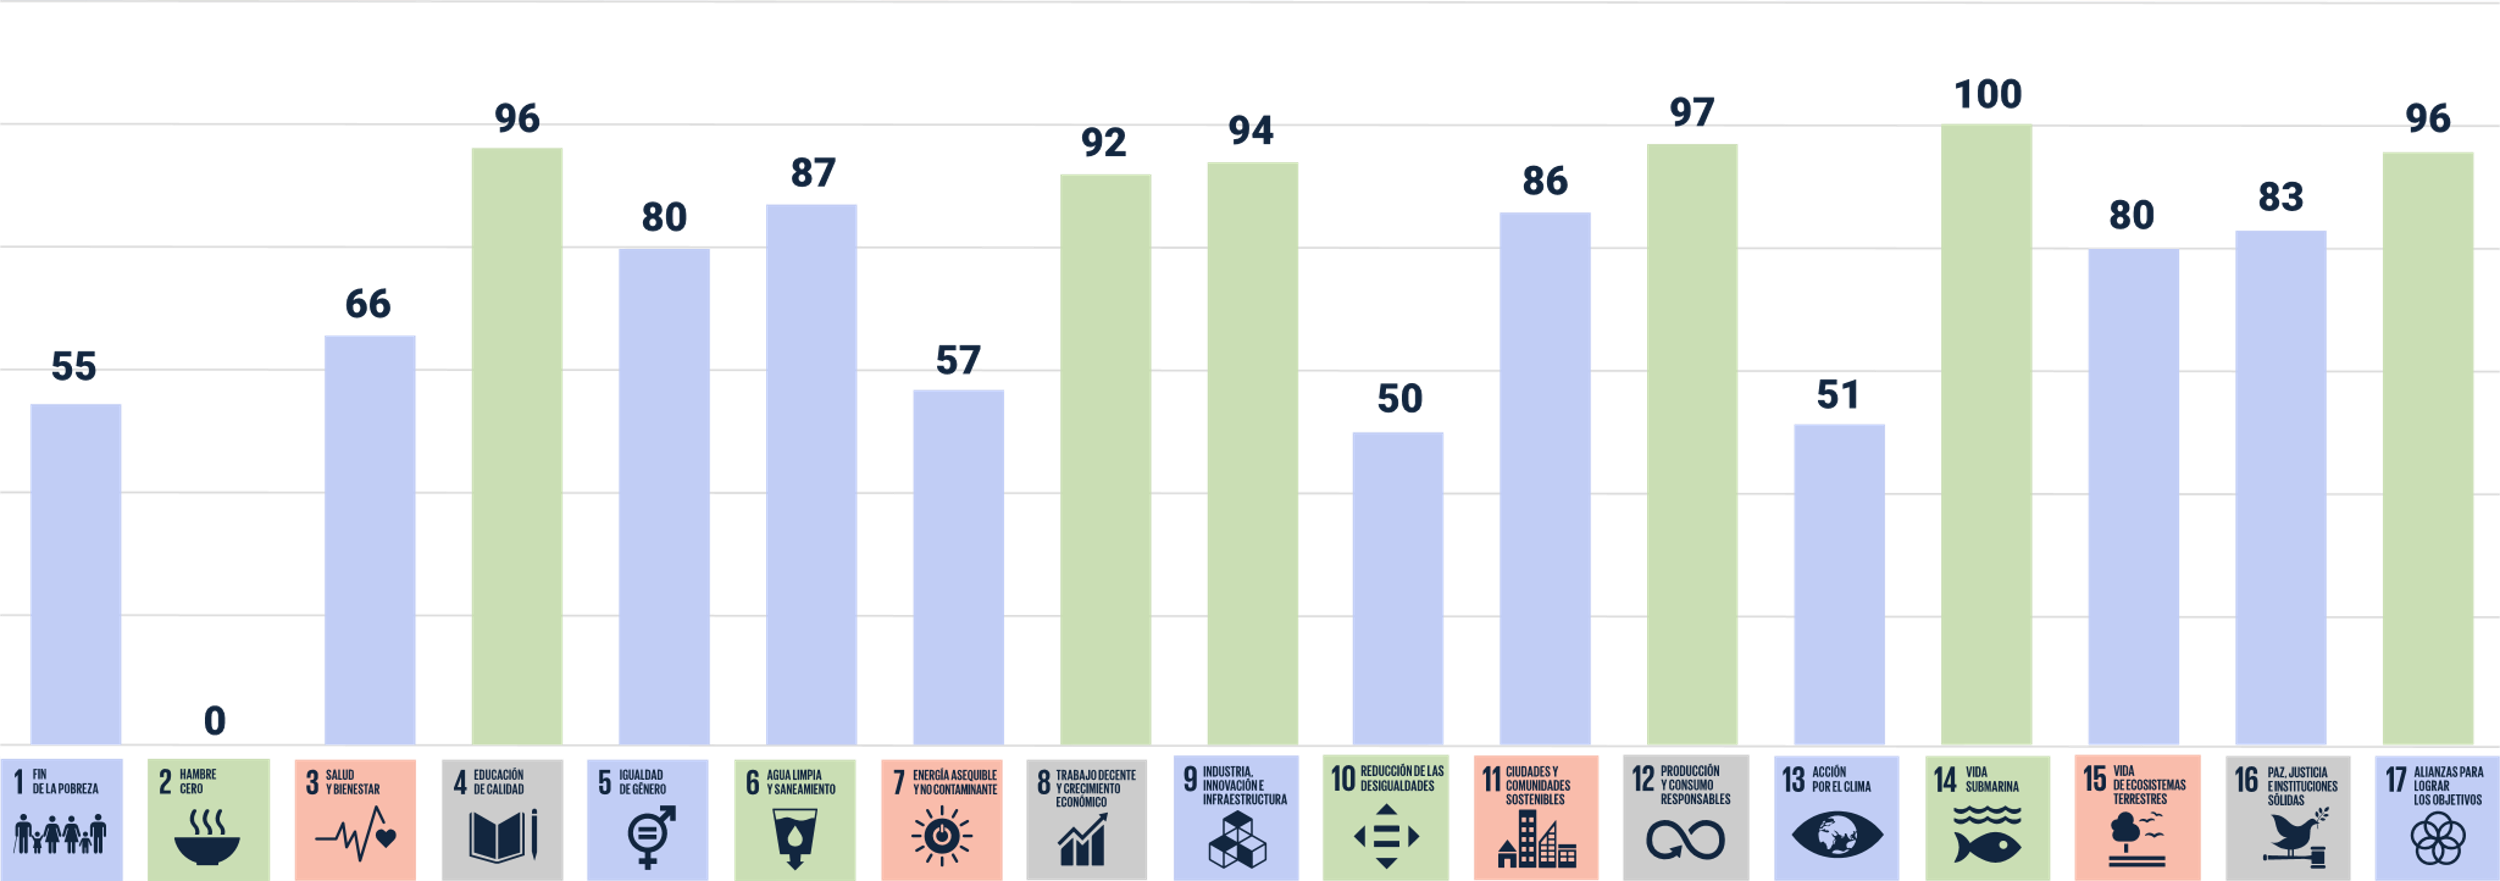 55
0
66
96
80
87
57
92
94
50
86
97
51
100
80
83
96
1 FIN
DE LA POBREZA
2 HAMBRE
CERO
3 SALUD
Y BIENESTAR
4 EDUCACIÓN
DE CALIDAD
5 IGUALDAD
DE GÉNERO
6 AGUA LIMPIA
Y SANEAMIENTO
7 ENERGÍA ASEQUIBLE
Y NO CONTAMINANTE
8 TRABAJO DECENTE
Y CRECIMIENTO
ECONÓMICO
9 INDUSTRIA,
INNOVACIÓN E
INFRAESTRUCTURA
10 REDUCCIÓN DE LAS
DESIGUALDADES
11 CIUDADES Y
COMUNIDADES
SOSTENIBLES
12 PRODUCCIÓN
Y CONSUMO
RESPONSABLES
13 ACCIÓN
POR EL CLIMA
14 VIDA
SUBMARINA
15 VIDA
DE ECOSISTEMAS
TERRESTRES
16 PAZ, JUSTICIA
E INSTITUCIONES
SÓLIDAS
17 ALIANZAS PARA
LOGRAR
LOS OBJETIVOS